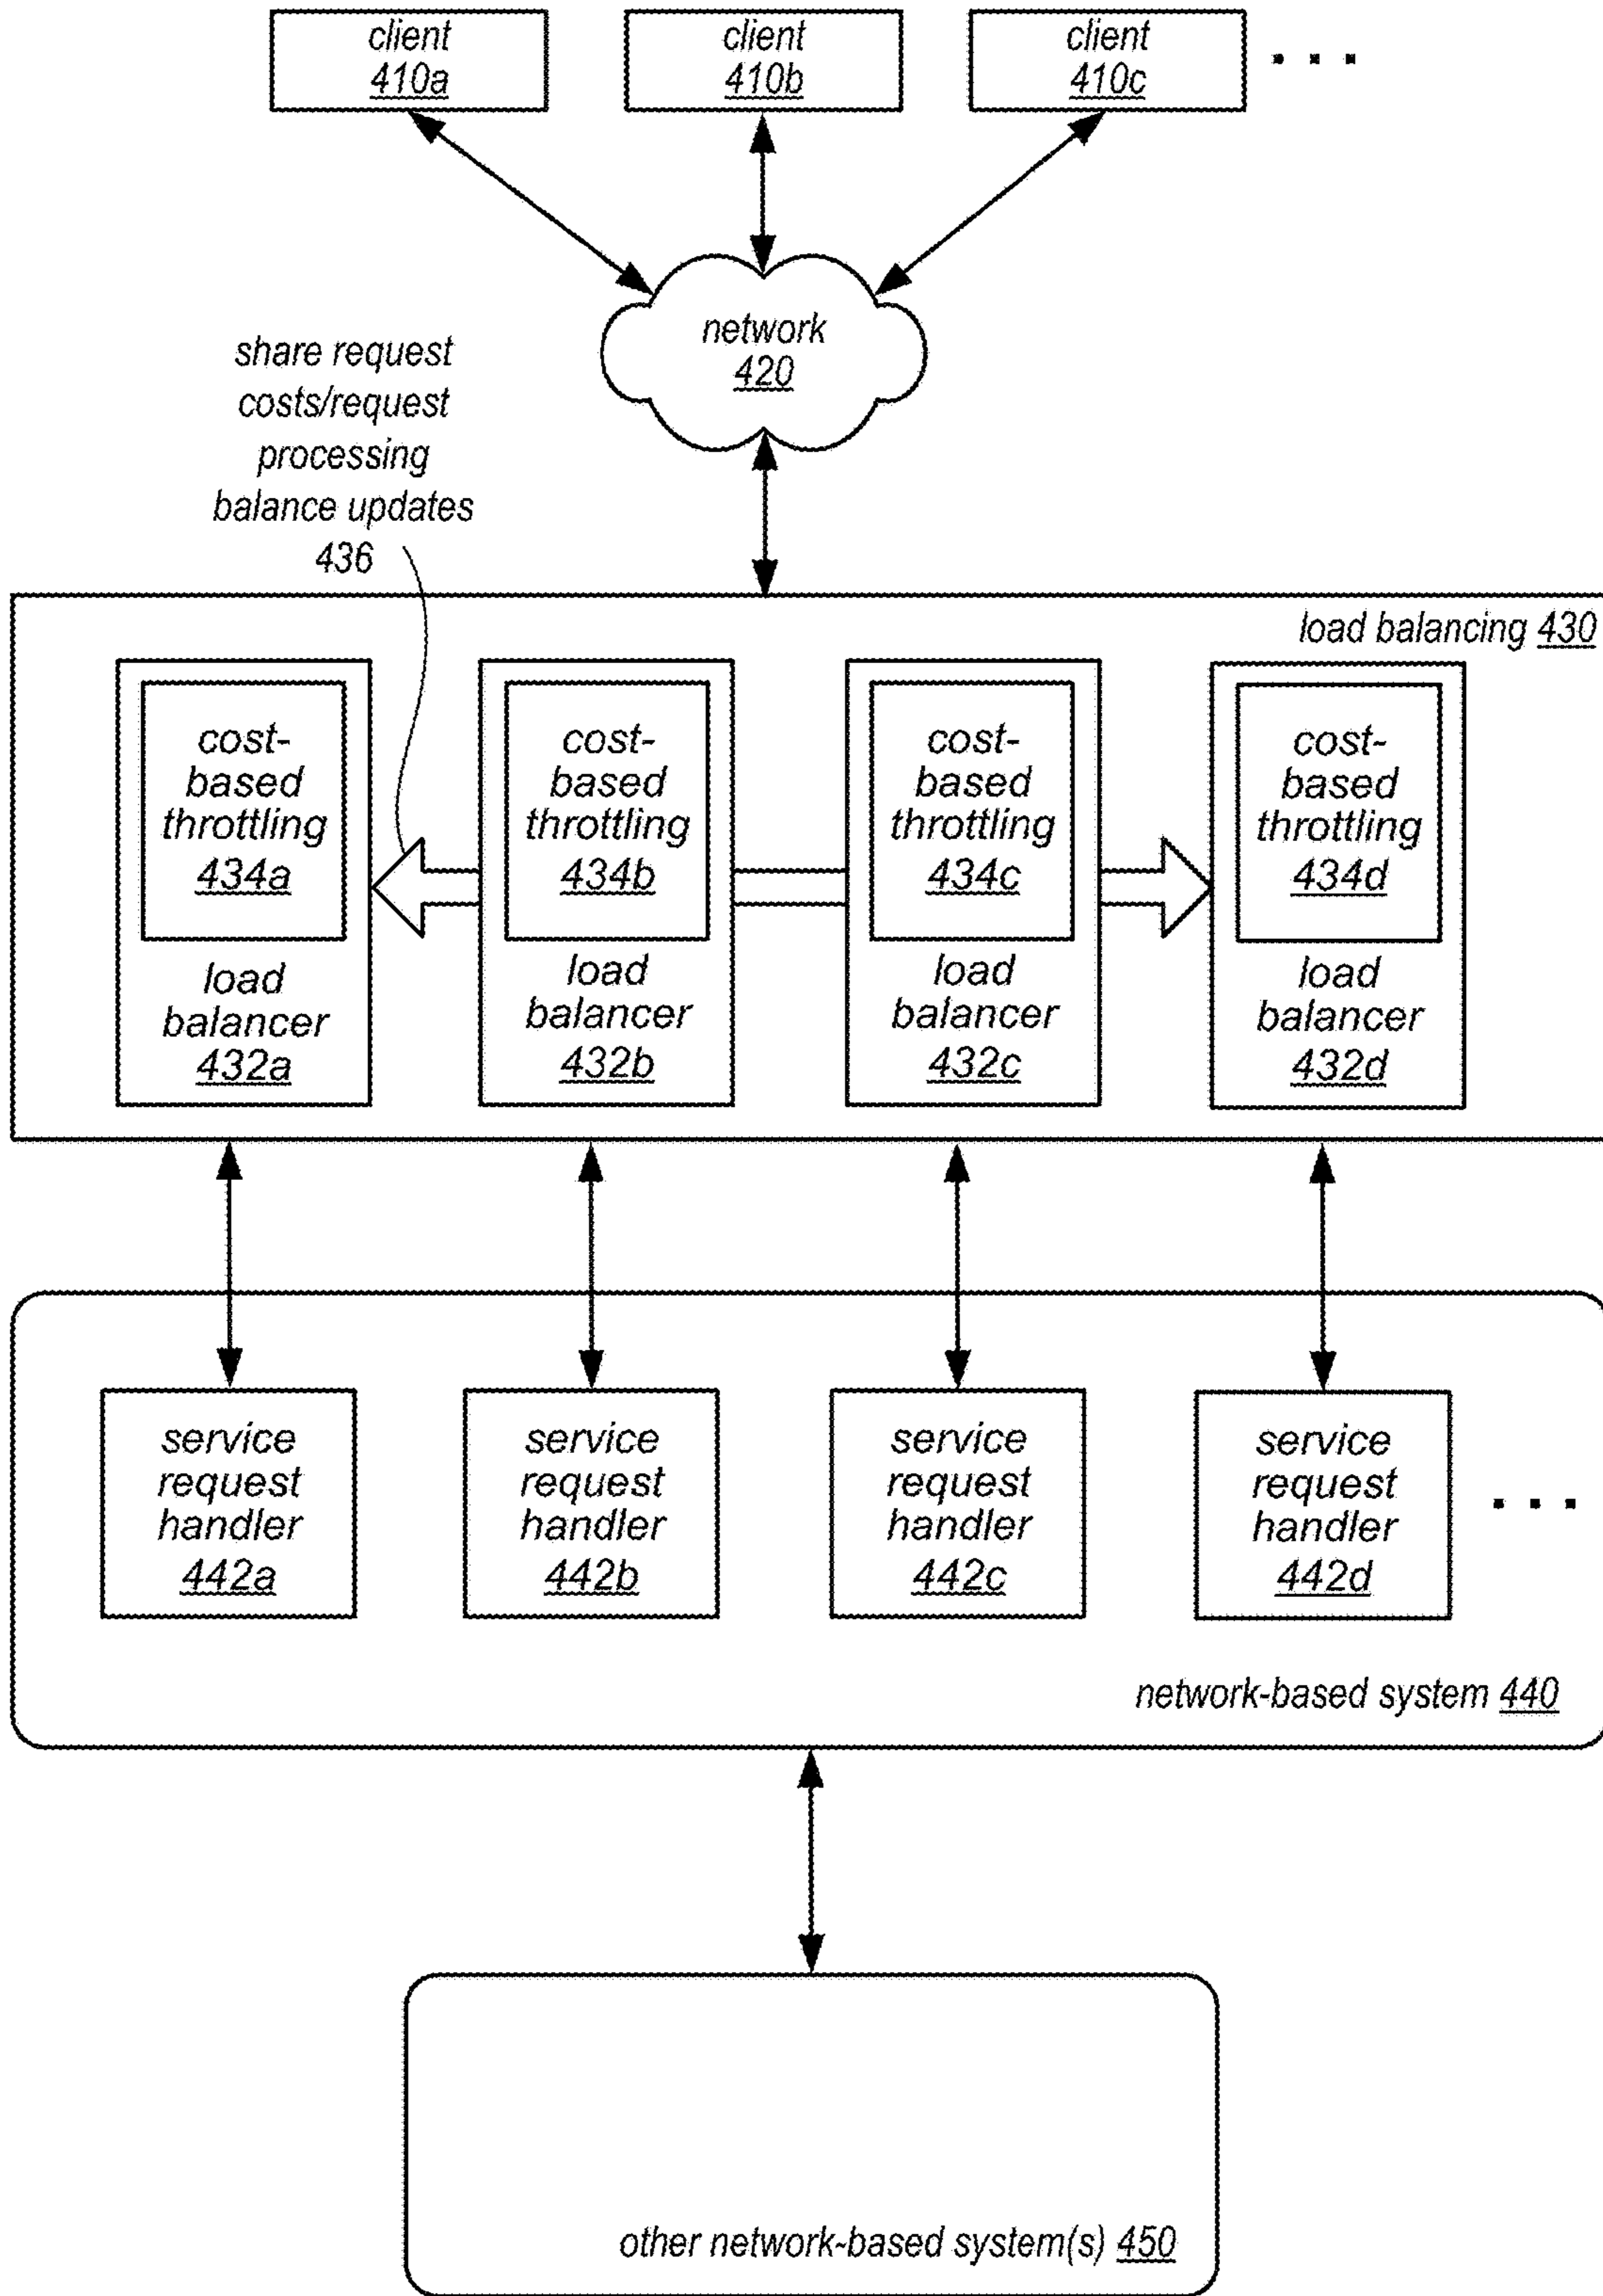 client
410a
client
410b
client
410c
. . .
network
420
share request
costs/request
processing
balance updates
436
load balancing 430
cost-
based
throttling
434a
load
balancer
432a
cost-
based
throttling
434b
load
balancer
432b
cost-
based
throttling
434c
load
balancer
432c
cost-
based
throttling
434d
load
balancer
432d
service
request
handler
442a
service
request
handler
442b
service
request
handler
442c
service
request
handler
442d
. . .
network-based system 440
other network-based system(s) 450